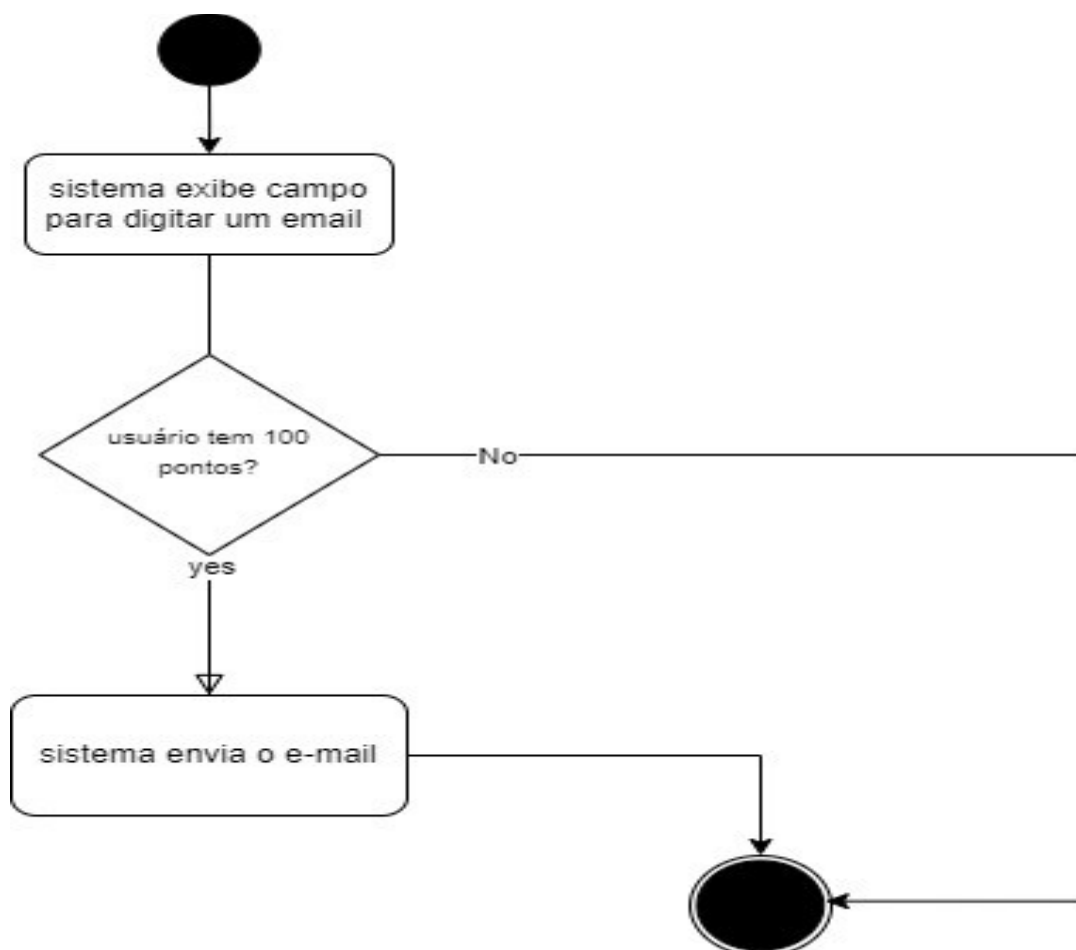 sistema exibe campo
para digitar um email
usuário tem 100
pontos?
No
yes
sistema envia o e-mail